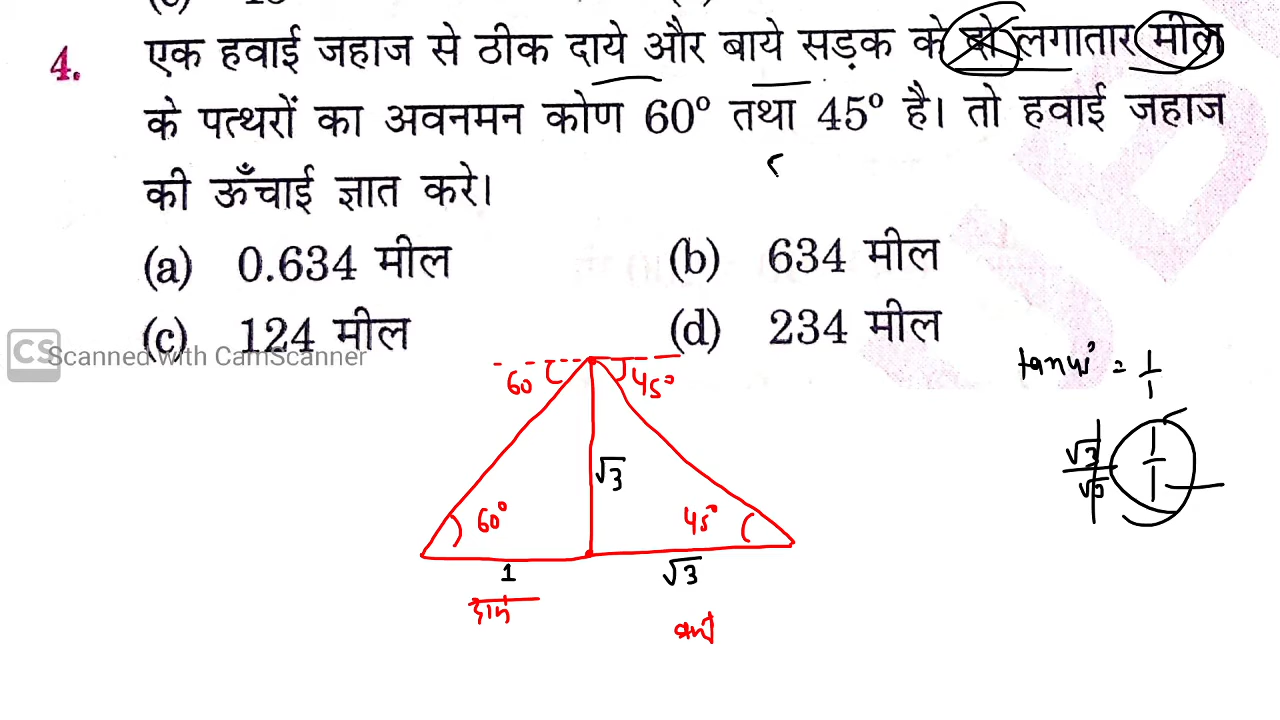 4. एक हवाई जहाज से ठीक दाये और बाये सड़क के दो लगातार मील
के पत्थरों का अवनमन कोण 60° तथा 45° है। तो हवाई जहाज
की ऊँचाई ज्ञात करे।
(a) 0.634 मील (b) 634 मील
(c) 124 मील (d) 234 मील
CS Scanned with CamScanner
60 45°
tan45° = 1/1
√3
√3/√3 1/1
60° 45°
1 √3